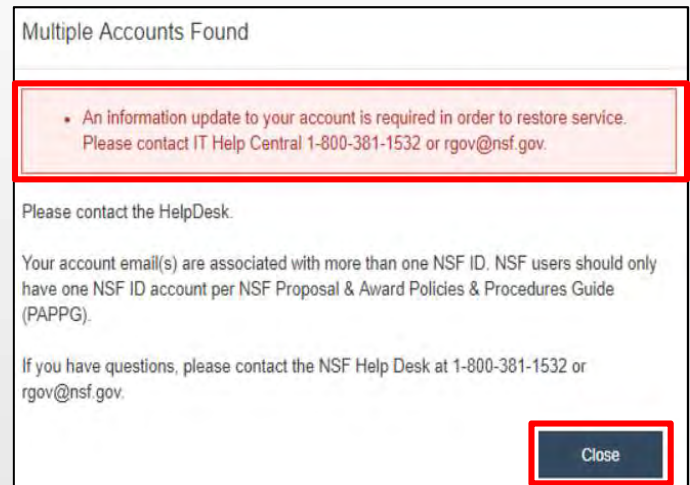 Multiple Accounts Found
• An information update to your account is required in order to restore service.
Please contact IT Help Central 1-800-381-1532 or rgov@nsf.gov.
Please contact the HelpDesk.
Your account email(s) are associated with more than one NSF ID. NSF users should only
have one NSF ID account per NSF Proposal & Award Policies & Procedures Guide
(PAPPG).
If you have questions, please contact the NSF Help Desk at 1-800-381-1532 or
rgov@nsf.gov.
Close